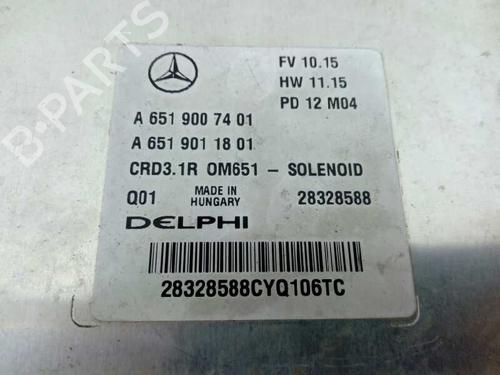 FV 10.15
HW 11.15
PD 12 M04
A 651 900 74 01
A 651 901 18 01
CRD3.1R OM651 - SOLENOID
Q01 MADE IN HUNGARY 28328588
DELPHI
28328588CYQ106TC
B-PARTS